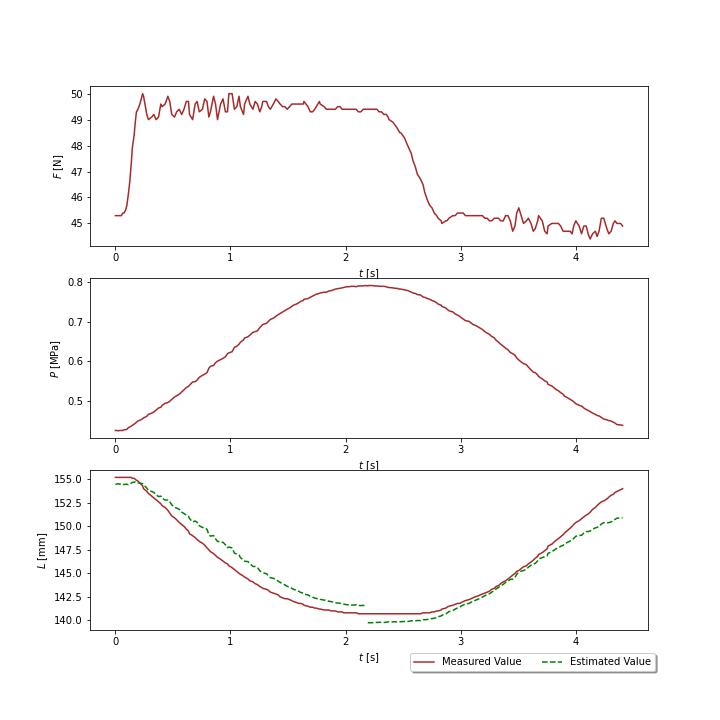 F [N]
50
49
48
47
46
45
0 1 2 3 4
t [s]
P [MPa]
0.8
0.7
0.6
0.5
0 1 2 3 4
t [s]
L [mm]
155.0
152.5
150.0
147.5
145.0
142.5
140.0
0 1 2 3 4
t [s]
Measured Value Estimated Value